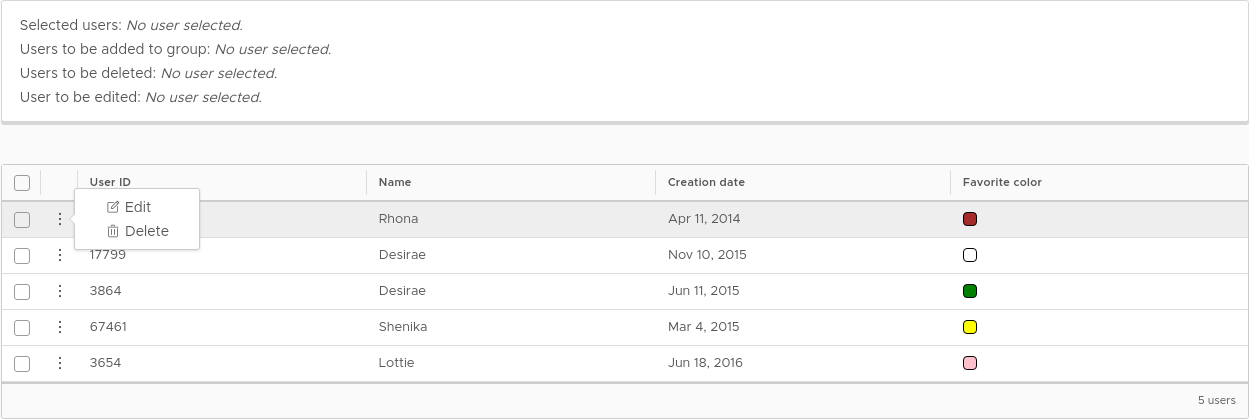 Selected users: No user selected.
Users to be added to group: No user selected.
Users to be deleted: No user selected.
User to be edited: No user selected.
User ID Name Creation date Favorite color
Edit
Delete
Rhona Apr 11, 2014
17799 Desirae Nov 10, 2015
3864 Desirae Jun 11, 2015
67461 Shenika Mar 4, 2015
3654 Lottie Jun 18, 2016
5 users